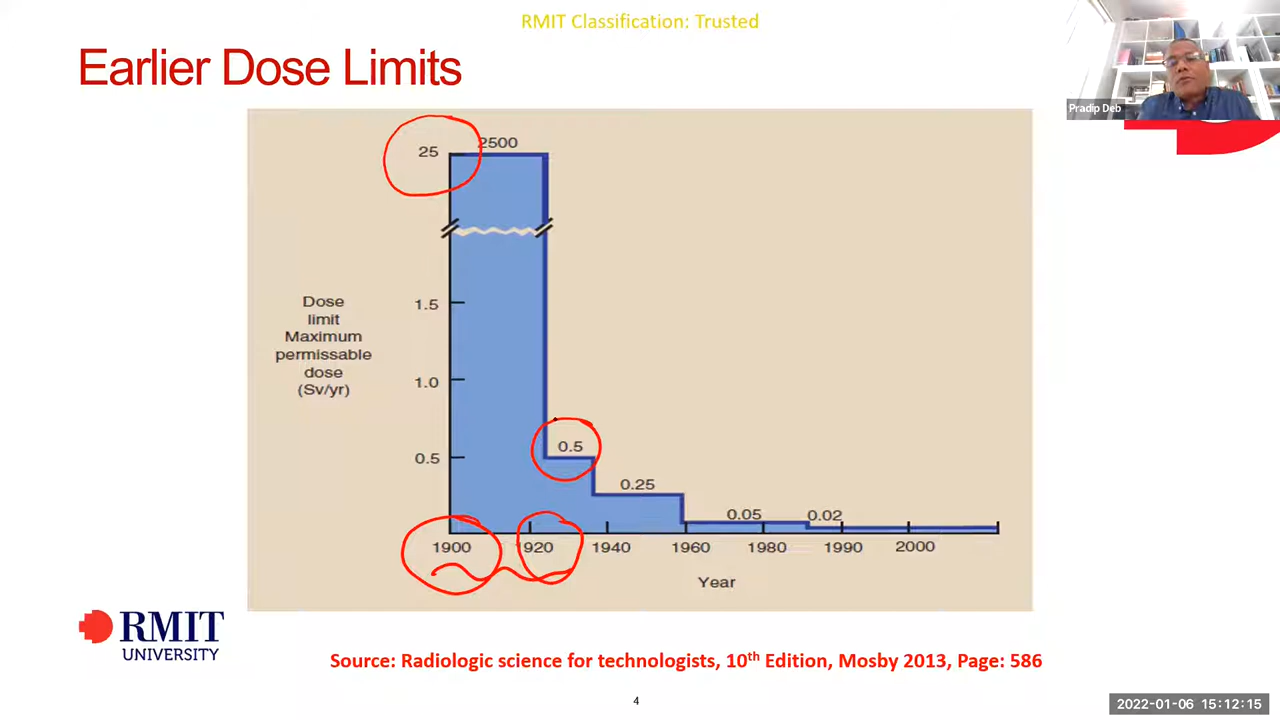 RMIT Classification: Trusted
Earlier Dose Limits
Pradip Deb
25
2500
1.5
1.0
0.5
Dose
limit
Maximum
permissable
dose
(Sv/yr)
0.5
0.25
0.05
0.02
1900
1920
1940
1960
1980
1990
2000
Year
RMIT
UNIVERSITY
Source: Radiologic science for technologists, 10th Edition, Mosby 2013, Page: 586
4
2022-01-06 15:12:15